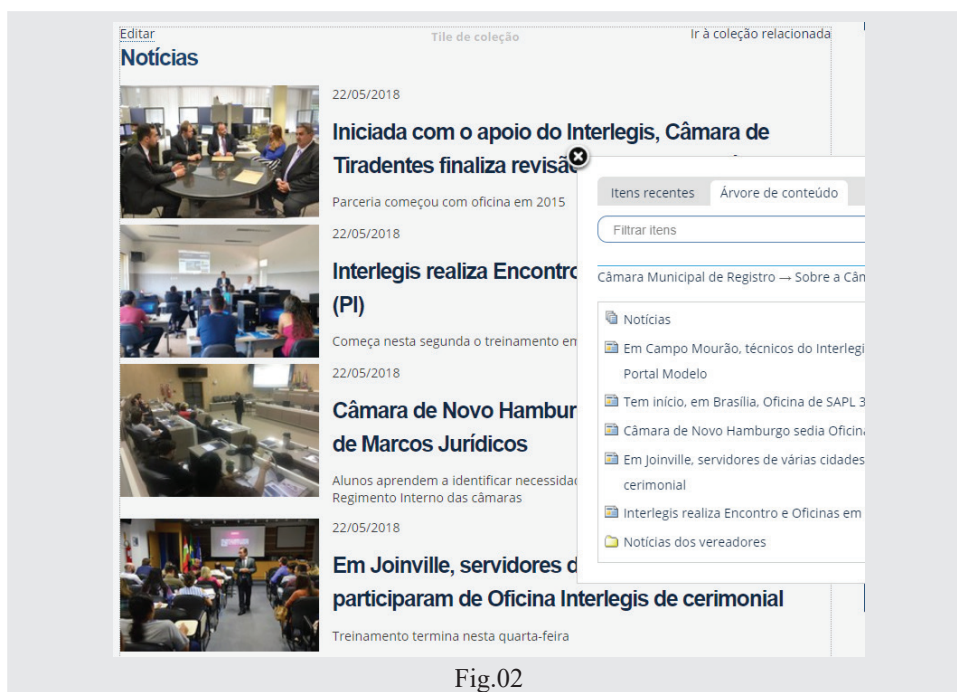 Editar Tile de coleção Ir à coleção relacionada
Notícias
22/05/2018
Iniciada com o apoio do Interlegis, Câmara de
Tiradentes finaliza revisã
Parceria começou com oficina em 2015
22/05/2018
Interlegis realiza Encontro
(PI)
Começa nesta segunda o treinamento em
22/05/2018
Câmara de Novo Hambur
de Marcos Jurídicos
Alunos aprendem a identificar necessidad
Regimento Interno das câmaras
22/05/2018
Em Joinville, servidores d
participaram de Oficina Interlegis de cerimonial
Treinamento termina nesta quarta-feira
Itens recentes Árvore de conteúdo
Filtrar itens
Câmara Municipal de Registro → Sobre a Câm
Notícias
Em Campo Mourão, técnicos do Interlegi
Portal Modelo
Tem início, em Brasília, Oficina de SAPL 3
Câmara de Novo Hamburgo sedia Oficina
Em Joinville, servidores de várias cidades
cerimonial
Interlegis realiza Encontro e Oficinas em
Notícias dos vereadores
Fig.02